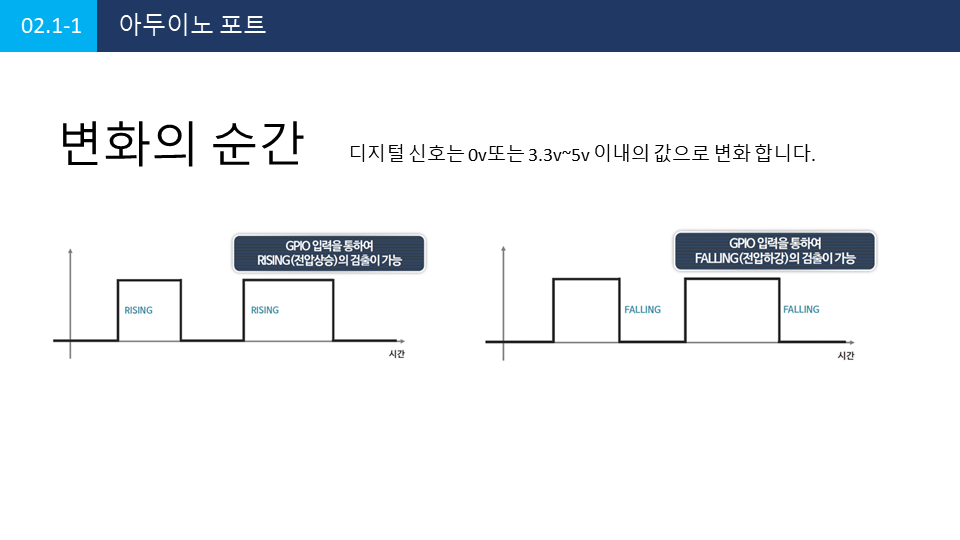 02.1-1 아두이노 포트
변화의 순간
디지털 신호는 0v또는 3.3v~5v 이내의 값으로 변화 합니다.
GPIO 입력을 통하여
RISING(전압상승)의 검출이 가능
RISING
RISING
시간
GPIO 입력을 통하여
FALLING(전압하강)의 검출이 가능
FALLING
FALLING
시간